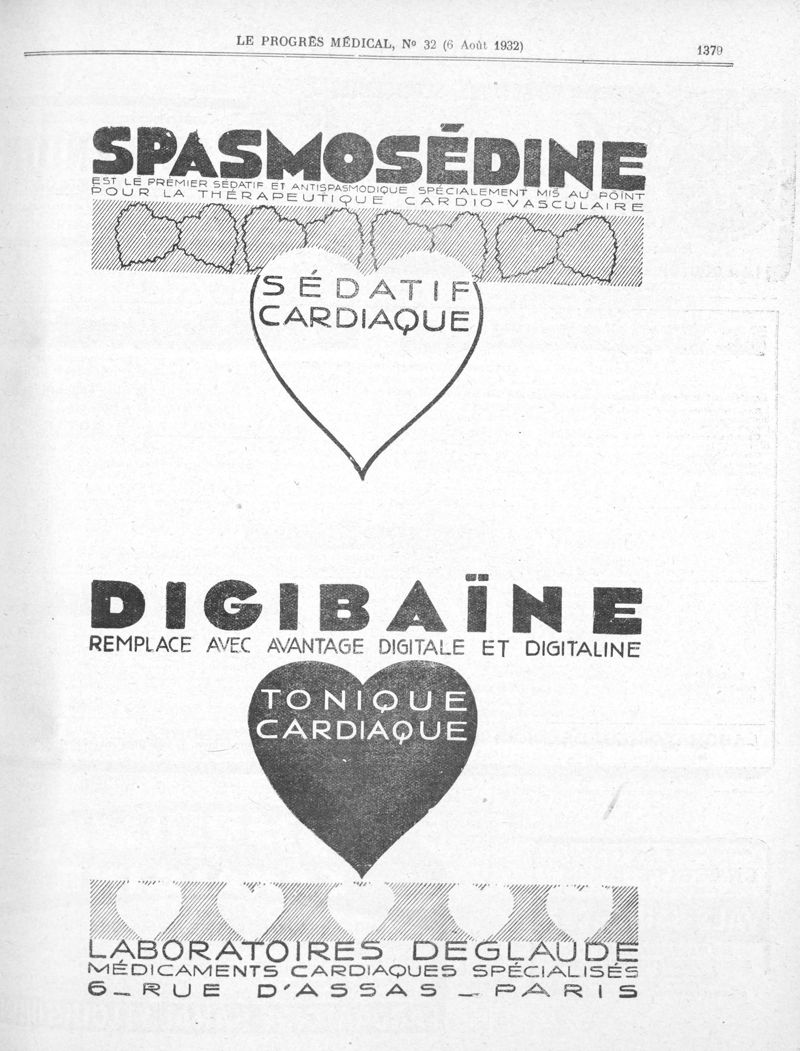 LE PROGRÈS MÉDICAL, Nº 32 (6 Août 1932)
1379
SPASMOSÉDINE
EST LE PREMIER SÉDATIF ET ANTISPASMODIQUE SPÉCIALEMENT MIS AU POINT
POUR LA THÉRAPEUTIQUE CARDIO-VASCULAIRE
SÉDATIF
CARDIAQUE
DIGIBAÏNE
REMPLACE AVEC AVANTAGE DIGITALE ET DIGITALINE
TONIQUE
CARDIAQUE
LABORATOIRES DEGLAUDE
MÉDICAMENTS CARDIAQUES SPÉCIALISÉS
6_RUE D'ASSAS_PARIS